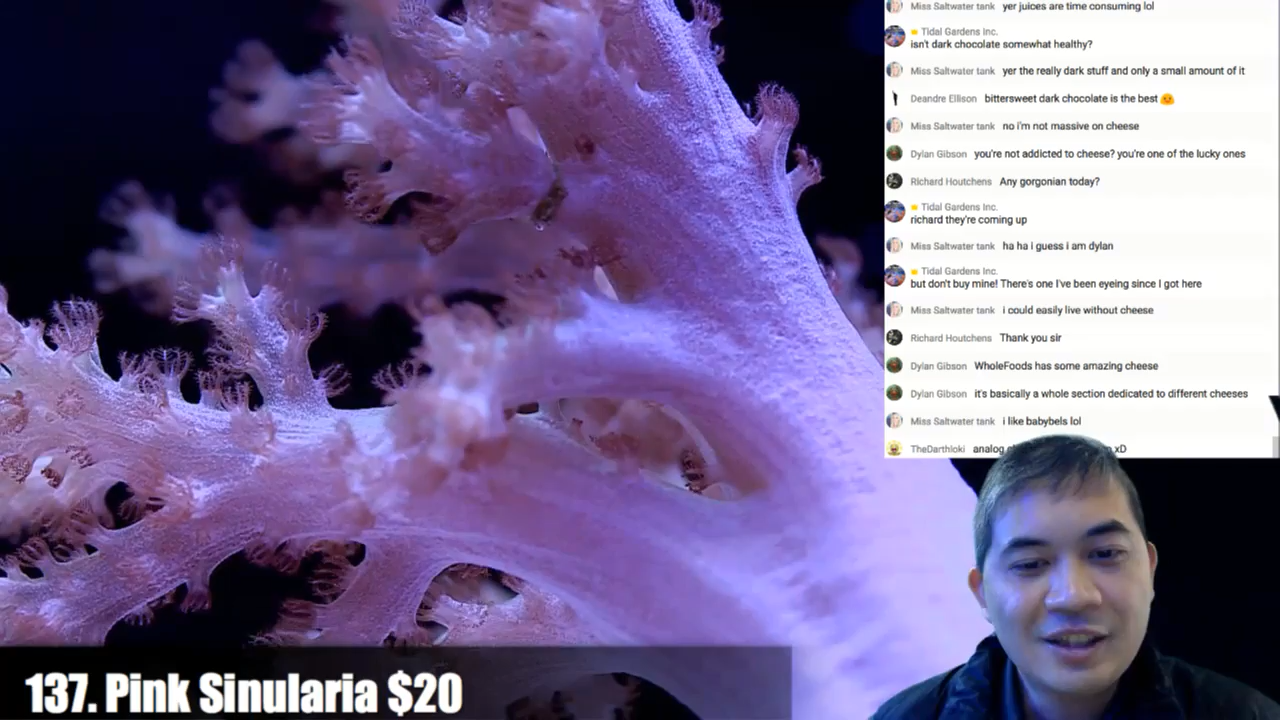 Miss Saltwater tank yer juices are time consuming lol
Tidal Gardens Inc.
isn't dark chocolate somewhat healthy?
Miss Saltwater tank yer the really dark stuff and only a small amount of it
Deandre Ellison bittersweet dark chocolate is the best
Miss Saltwater tank no i'm not massive on cheese
Dylan Gibson you're not addicted to cheese? you're one of the lucky ones
Richard Houtchens Any gorgonian today?
Tidal Gardens Inc.
richard they're coming up
Miss Saltwater tank ha ha i guess i am dylan
Tidal Gardens Inc.
but don't buy mine! There's one I've been eyeing since I got here
Miss Saltwater tank i could easily live without cheese
Richard Houtchens Thank you sir
Dylan Gibson WholeFoods has some amazing cheese
Dylan Gibson it's basically a whole section dedicated to different cheeses
Miss Saltwater tank i like babybels lol
TheDarthloki analog xD
137. Pink Sinularia $20